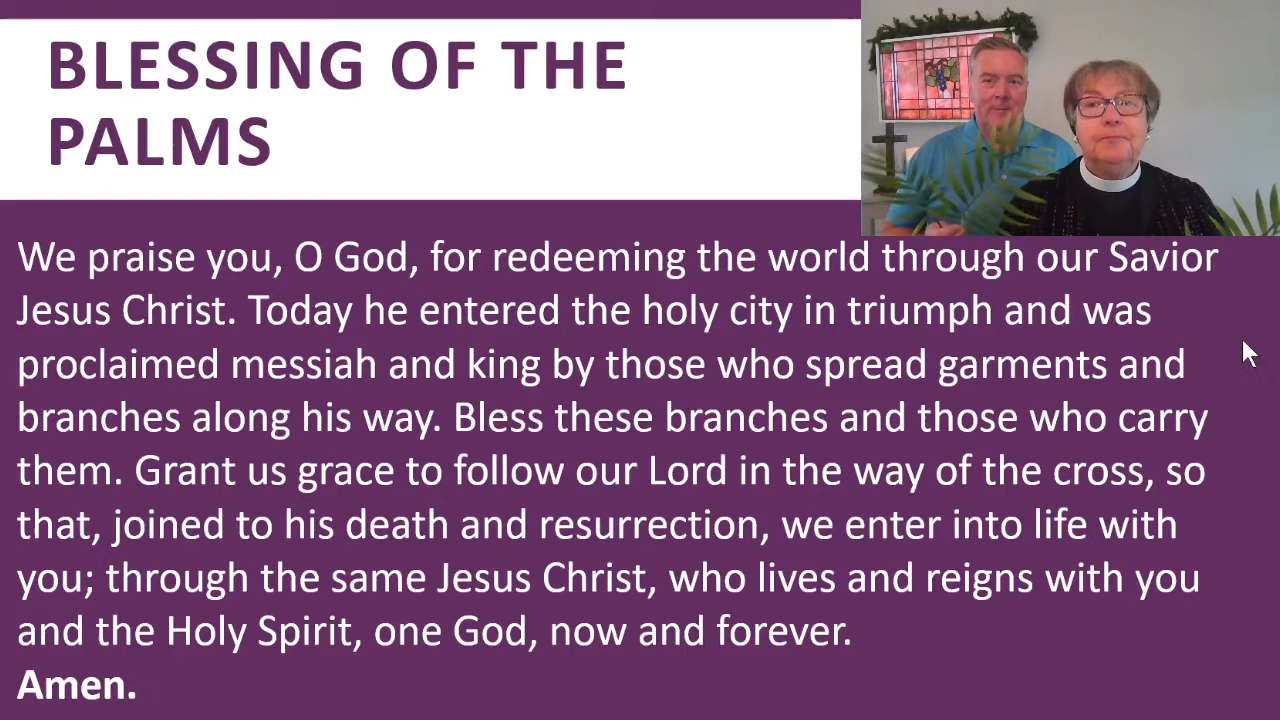 BLESSING OF THE
PALMS
We praise you, O God, for redeeming the world through our Savior
Jesus Christ. Today he entered the holy city in triumph and was
proclaimed messiah and king by those who spread garments and
branches along his way. Bless these branches and those who carry
them. Grant us grace to follow our Lord in the way of the cross, so
that, joined to his death and resurrection, we enter into life with
you; through the same Jesus Christ, who lives and reigns with you
and the Holy Spirit, one God, now and forever.
Amen.